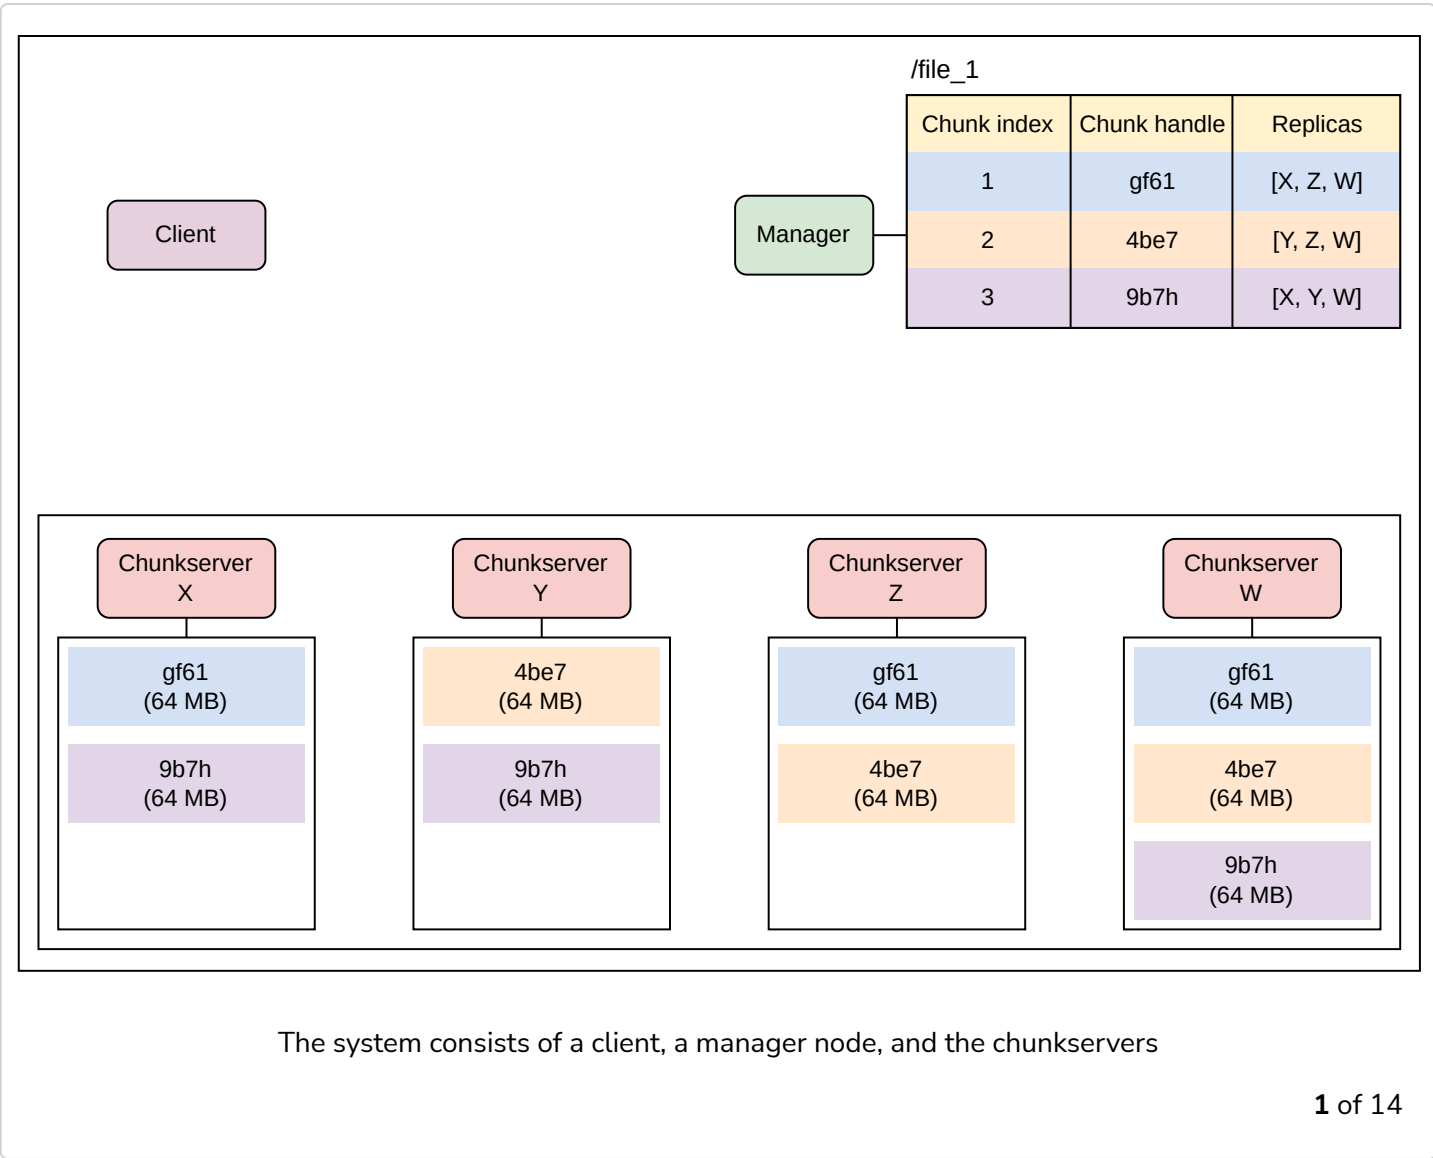 /file_1
Chunk index Chunk handle Replicas
1 gf61 [X, Z, W]
2 4be7 [Y, Z, W]
3 9b7h [X, Y, W]
Client
Manager
Chunkserver
X
Chunkserver
Y
Chunkserver
Z
Chunkserver
W
gf61
(64 MB)
9b7h
(64 MB)
4be7
(64 MB)
9b7h
(64 MB)
gf61
(64 MB)
4be7
(64 MB)
gf61
(64 MB)
4be7
(64 MB)
9b7h
(64 MB)
The system consists of a client, a manager node, and the chunkservers
1 of 14